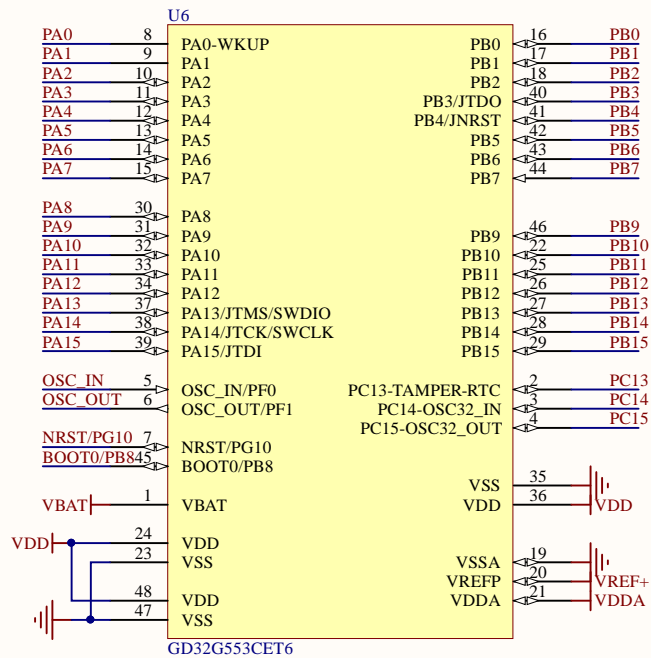 U6
PA0 8 PA0-WKUP PB0 16 PB0
PA1 9 PA1 PB1 17 PB1
PA2 10 PA2 PB2 18 PB2
PA3 11 PA3 PB3/JTDO 40 PB3
PA4 12 PA4 PB4/JNRST 41 PB4
PA5 13 PA5 PB5 42 PB5
PA6 14 PA6 PB6 43 PB6
PA7 15 PA7 PB7 44 PB7
PA8 30 PA8
PA9 31 PA9 PB9 46 PB9
PA10 32 PA10 PB10 22 PB10
PA11 33 PA11 PB11 25 PB11
PA12 34 PA12 PB12 26 PB12
PA13 37 PA13/JTMS/SWDIO PB13 27 PB13
PA14 38 PA14/JTCK/SWCLK PB14 28 PB14
PA15 39 PA15/JTDI PB15 29 PB15
OSC_IN 5 OSC_IN/PF0 PC13-TAMPER-RTC 2 PC13
OSC_OUT 6 OSC_OUT/PF1 PC14-OSC32_IN 3 PC14
PC15-OSC32_OUT 4 PC15
NRST/PG10 7 NRST/PG10
BOOT0/PB8 45 BOOT0/PB8
VSS 35
VBAT 1 VBAT VDD 36 VDD
VDD 24 VDD
23 VSS VSSA 19
VREFP 20 VREF+
48 VDD VDDA 21 VDDA
47 VSS
GD32G553CET6